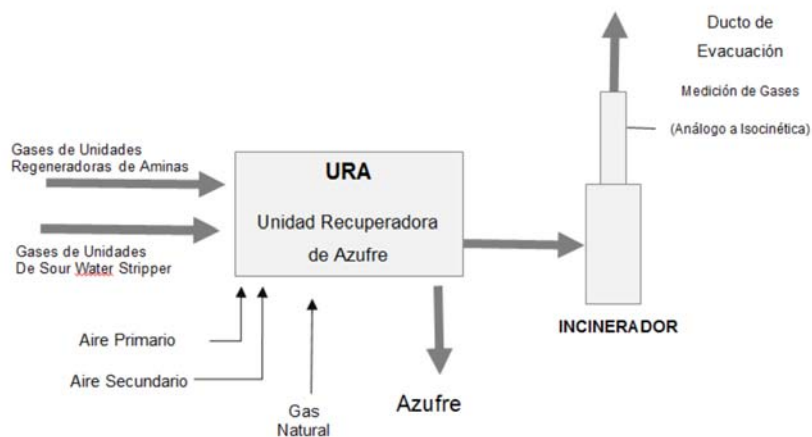 Ducto de
Evacuación
Medición de Gases
(Análogo a Isocinética)
Gases de Unidades
Regeneradoras de Aminas
URA
Unidad Recuperadora
de Azufre
Gases de Unidades
De Sour Water Stripper
INCINERADOR
Aire Primario
Aire Secundario
Gas
Natural
Azufre